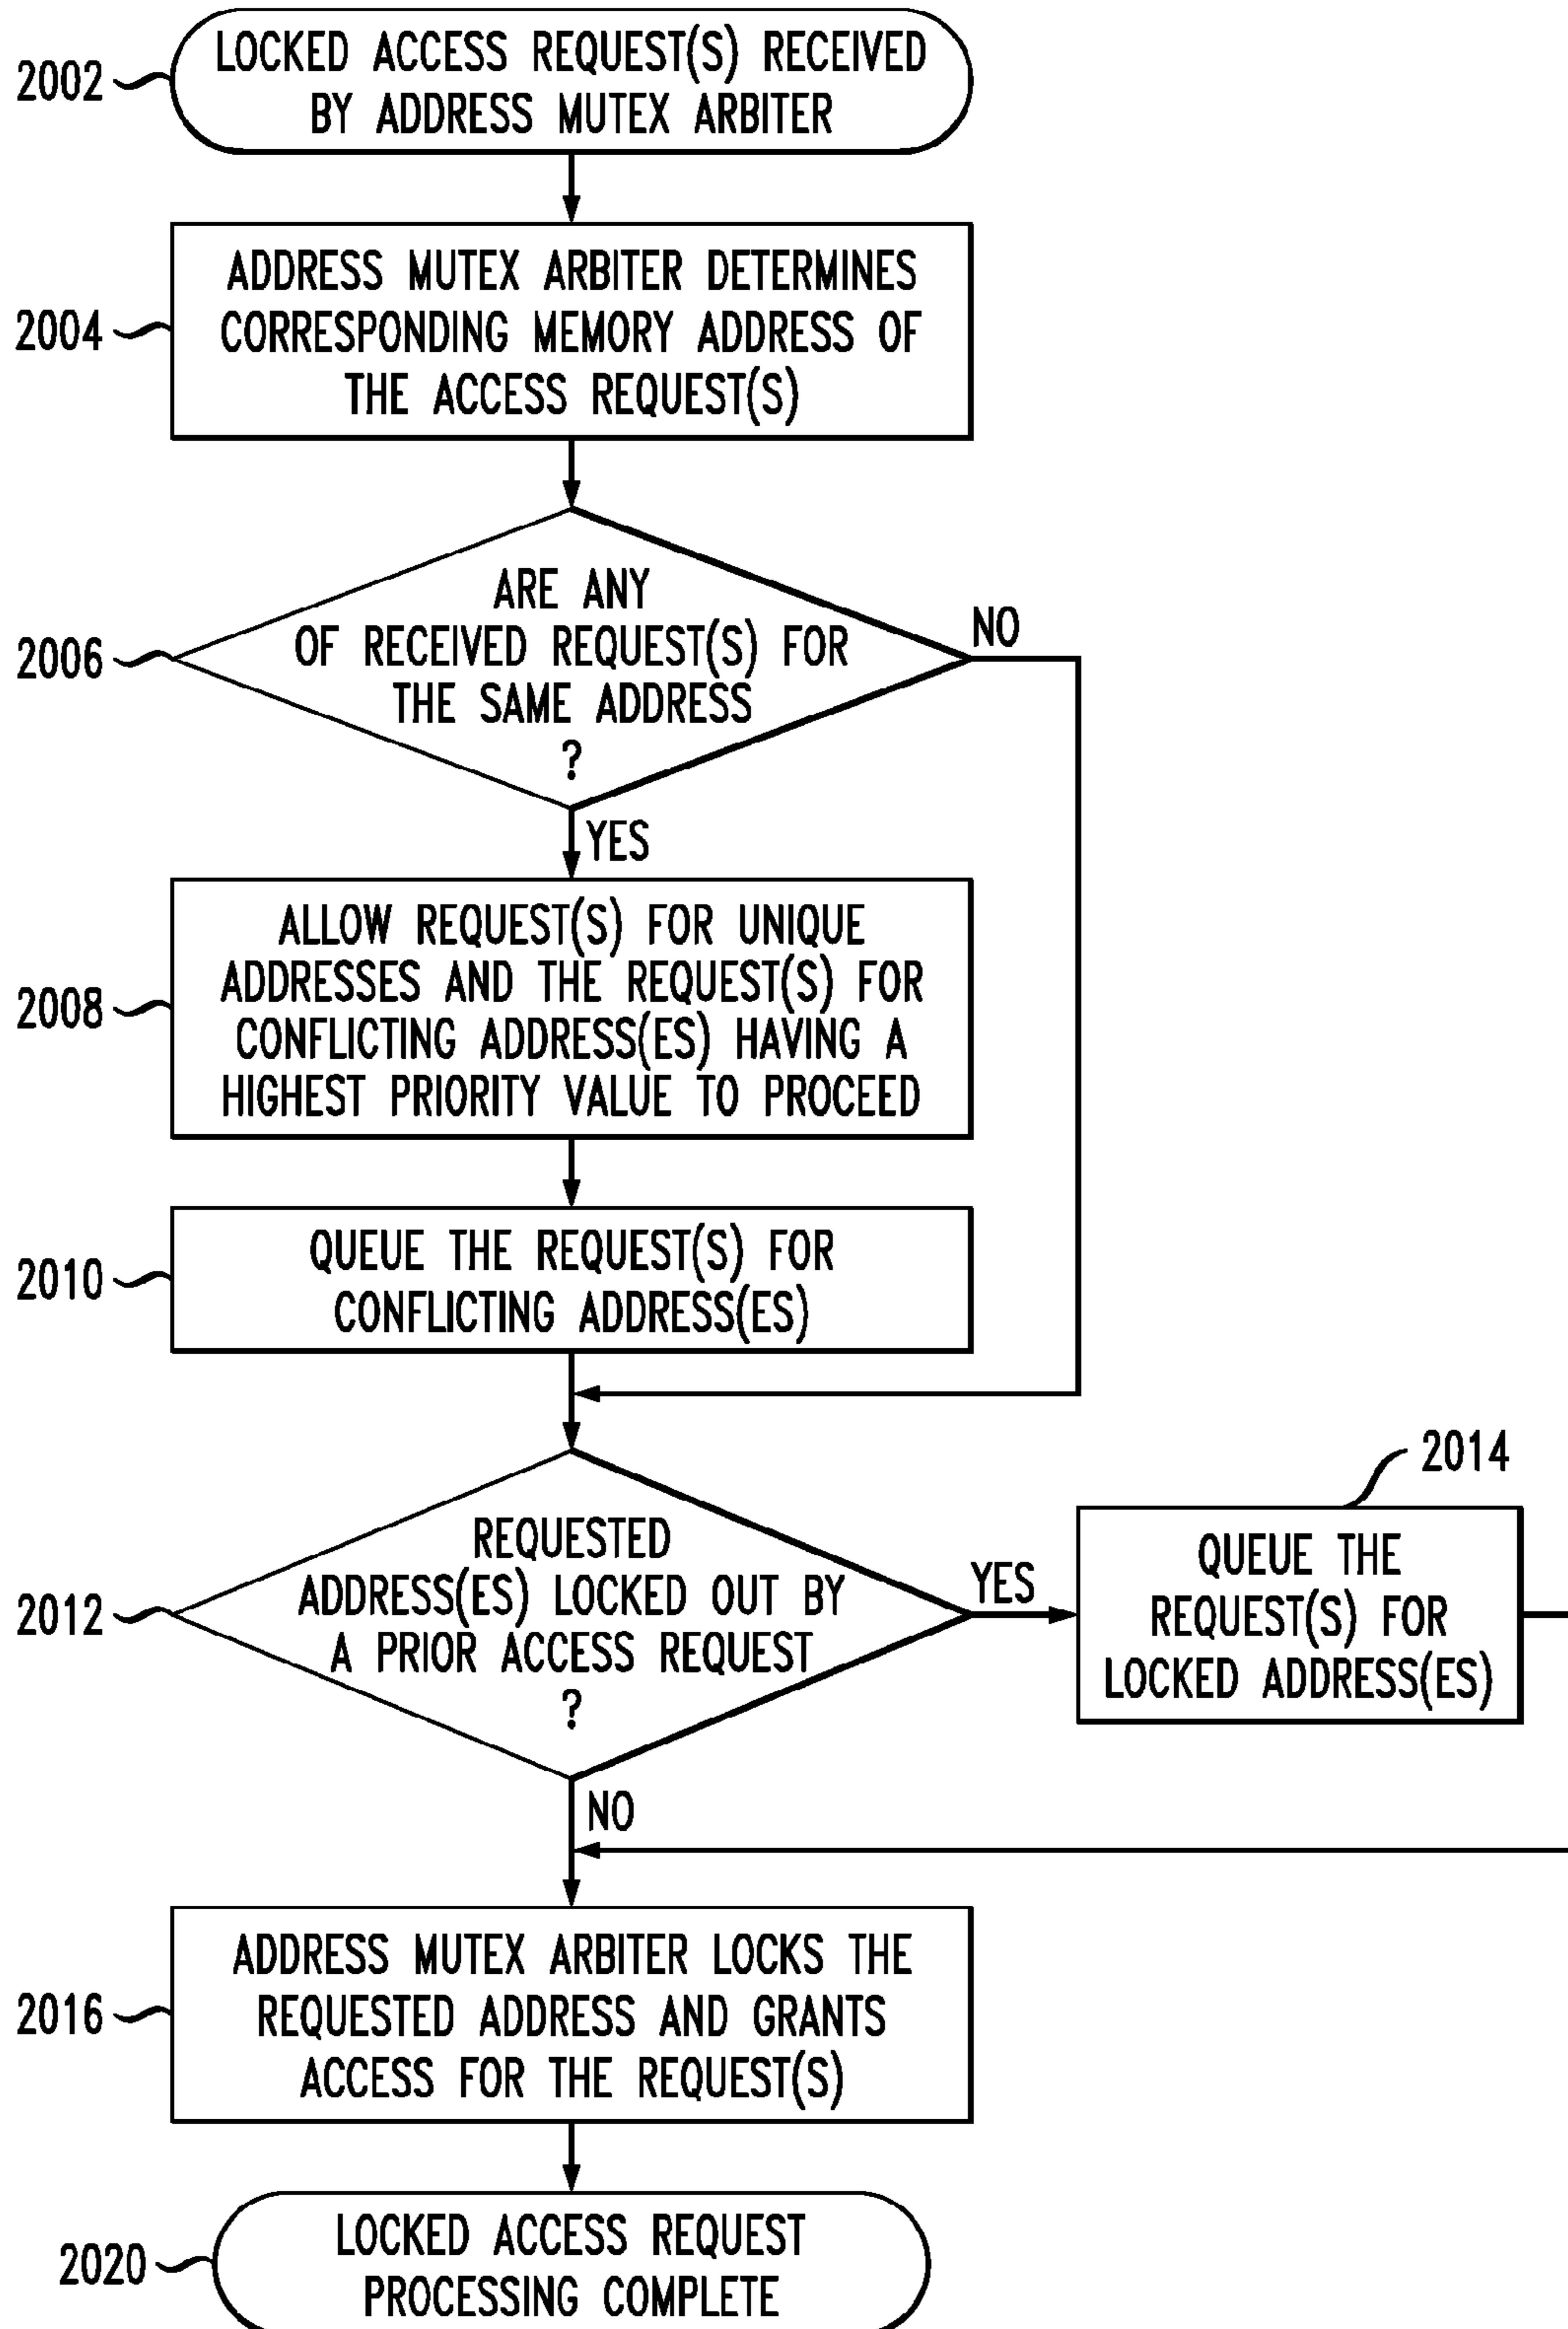 2002
LOCKED ACCESS REQUEST(S) RECEIVED
BY ADDRESS MUTEX ARBITER
2004
ADDRESS MUTEX ARBITER DETERMINES
CORRESPONDING MEMORY ADDRESS OF
THE ACCESS REQUEST(S)
2006
ARE ANY
OF RECEIVED REQUEST(S) FOR
THE SAME ADDRESS
?
NO
YES
2008
ALLOW REQUEST(S) FOR UNIQUE
ADDRESSES AND THE REQUEST(S) FOR
CONFLICTING ADDRESS(ES) HAVING A
HIGHEST PRIORITY VALUE TO PROCEED
2010
QUEUE THE REQUEST(S) FOR
CONFLICTING ADDRESS(ES)
2012
REQUESTED
ADDRESS(ES) LOCKED OUT BY
A PRIOR ACCESS REQUEST
?
YES
2014
QUEUE THE
REQUEST(S) FOR
LOCKED ADDRESS(ES)
NO
2016
ADDRESS MUTEX ARBITER LOCKS THE
REQUESTED ADDRESS AND GRANTS
ACCESS FOR THE REQUEST(S)
2020
LOCKED ACCESS REQUEST
PROCESSING COMPLETE